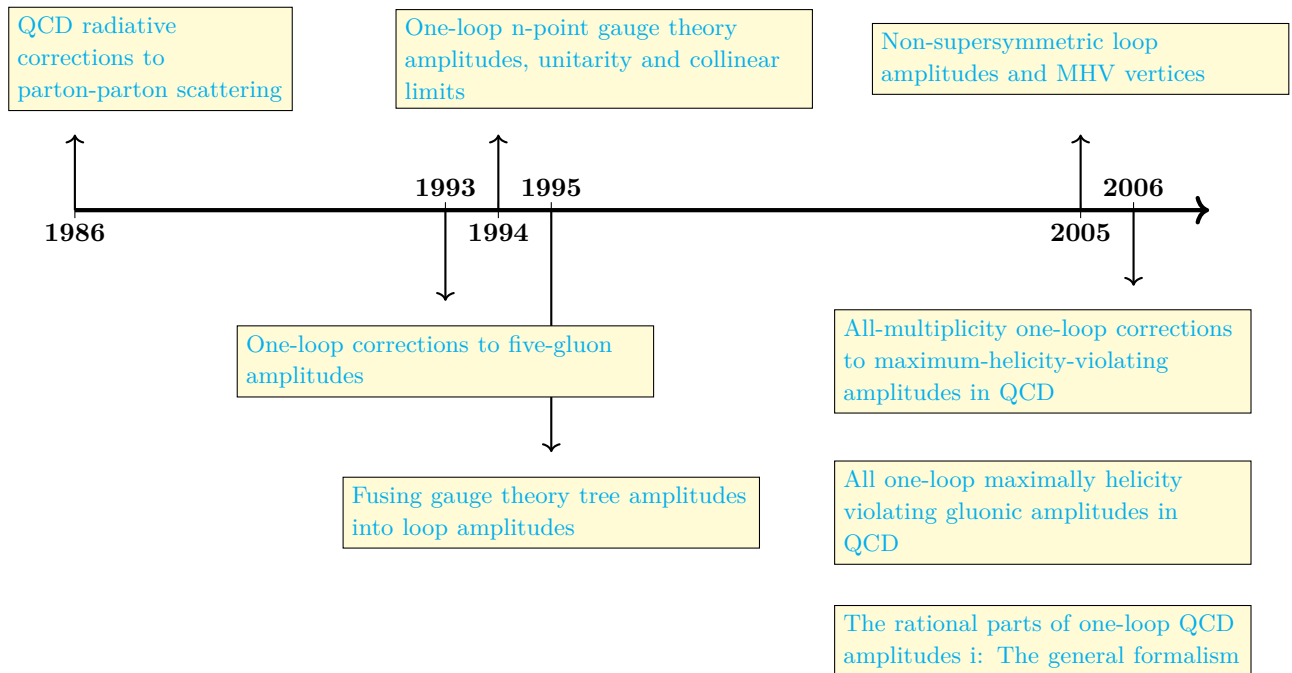 QCD radiative
corrections to
parton-parton scattering
One-loop n-point gauge theory
amplitudes, unitarity and collinear
limits
Non-supersymmetric loop
amplitudes and MHV vertices
1993
1995
2006
1986
1994
2005
One-loop corrections to five-gluon
amplitudes
Fusing gauge theory tree amplitudes
into loop amplitudes
All-multiplicity one-loop corrections
to maximum-helicity-violating
amplitudes in QCD
All one-loop maximally helicity
violating gluonic amplitudes in
QCD
The rational parts of one-loop QCD
amplitudes i: The general formalism